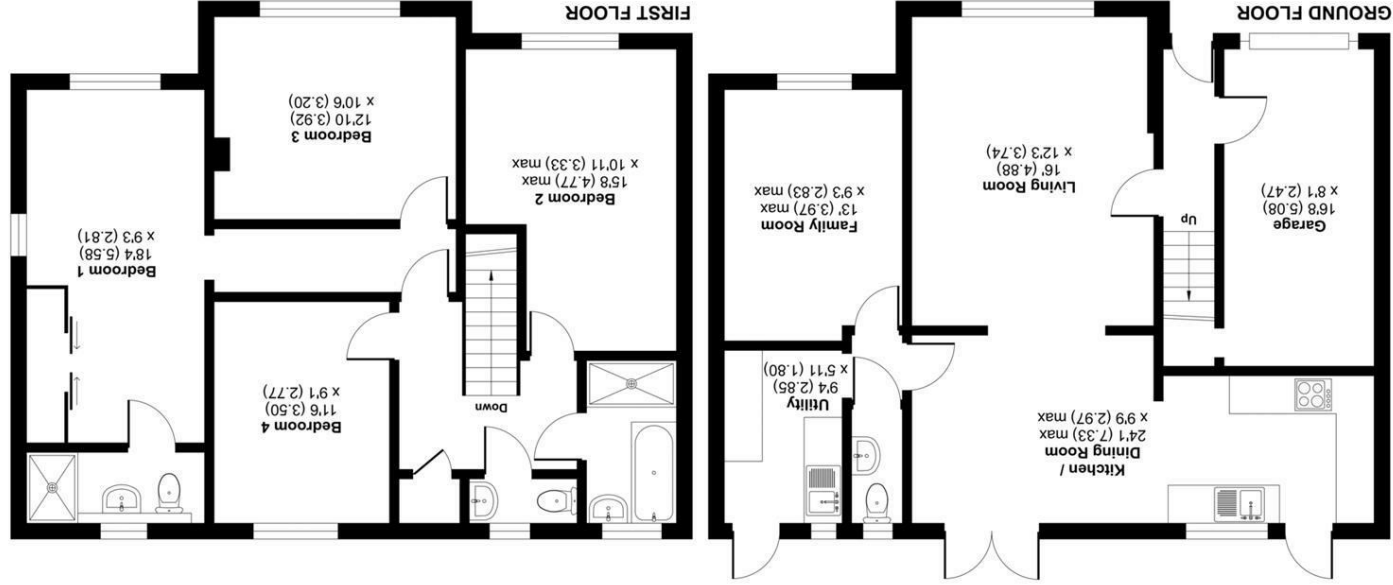 Kitchen /
Dining Room
24'1 (7.33) max
x 9'9 (2.97) max
Utility
9'4 (2.85)
x 5'11 (1.80)
Garage
16'8 (5.08)
x 8'1 (2.47)
Up
Living Room
16' (4.88)
x 12'3 (3.74)
Family Room
13' (3.97) max
x 9'3 (2.83) max
GROUND FLOOR
Down
Bedroom 4
11'6 (3.50)
x 9'1 (2.77)
Bedroom 1
18'4 (5.58)
x 9'3 (2.81)
Bedroom 2
15'8 (4.77) max
x 10'11 (3.33) max
Bedroom 3
12'10 (3.92)
x 10'6 (3.20)
FIRST FLOOR